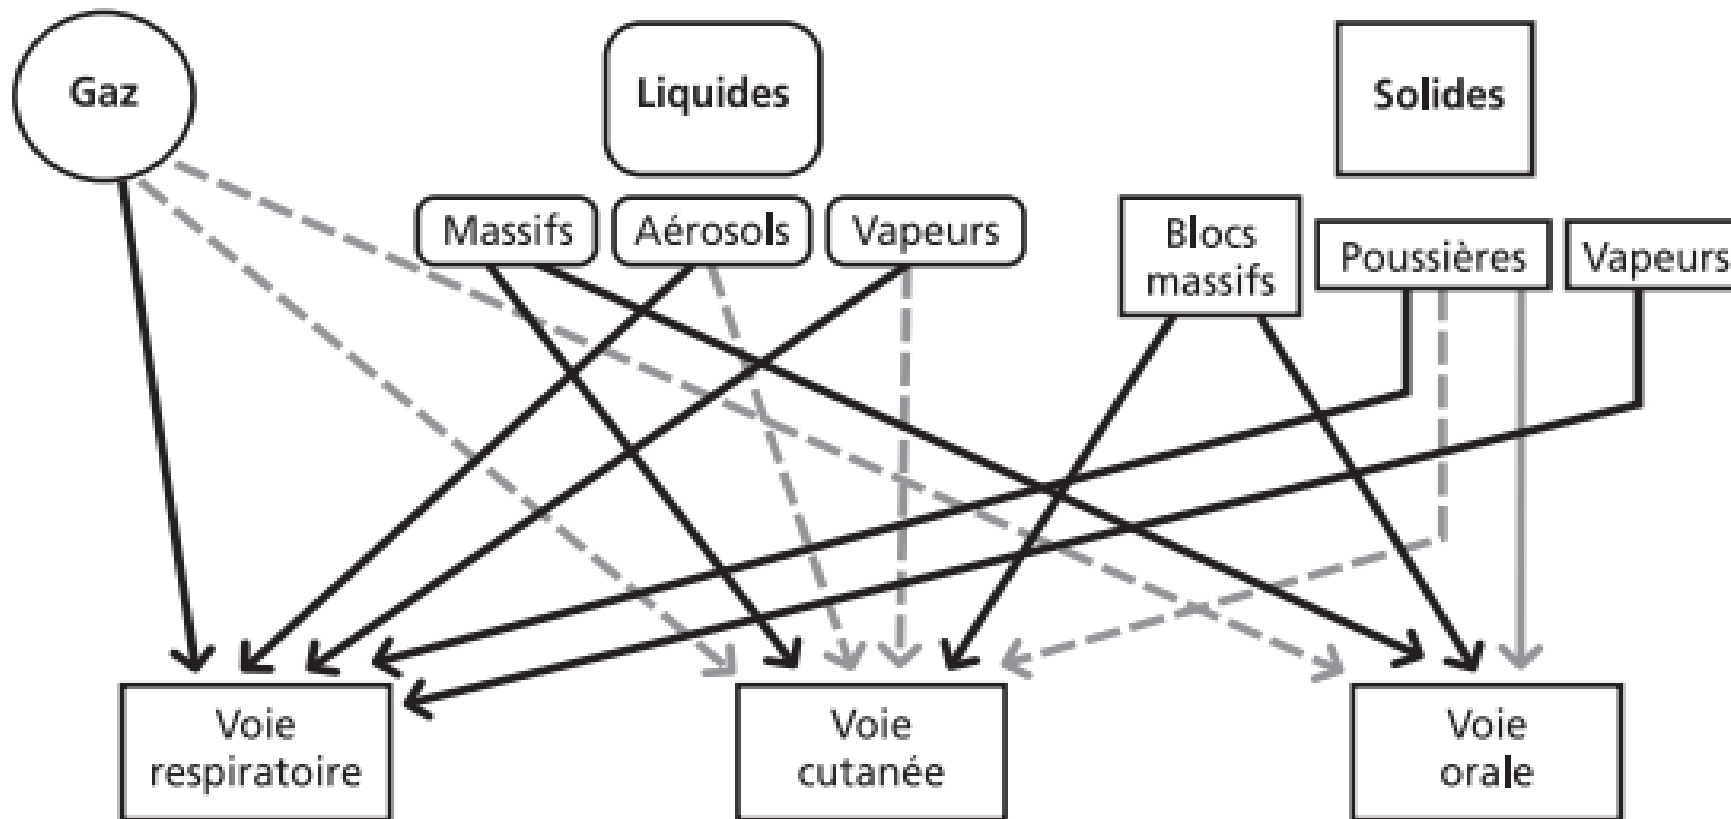 Gaz
Liquides
Solides
Massifs
Aérosols
Vapeurs
Blocs
massifs
Poussières
Vapeurs
Voie
respiratoire
Voie
cutanée
Voie
orale